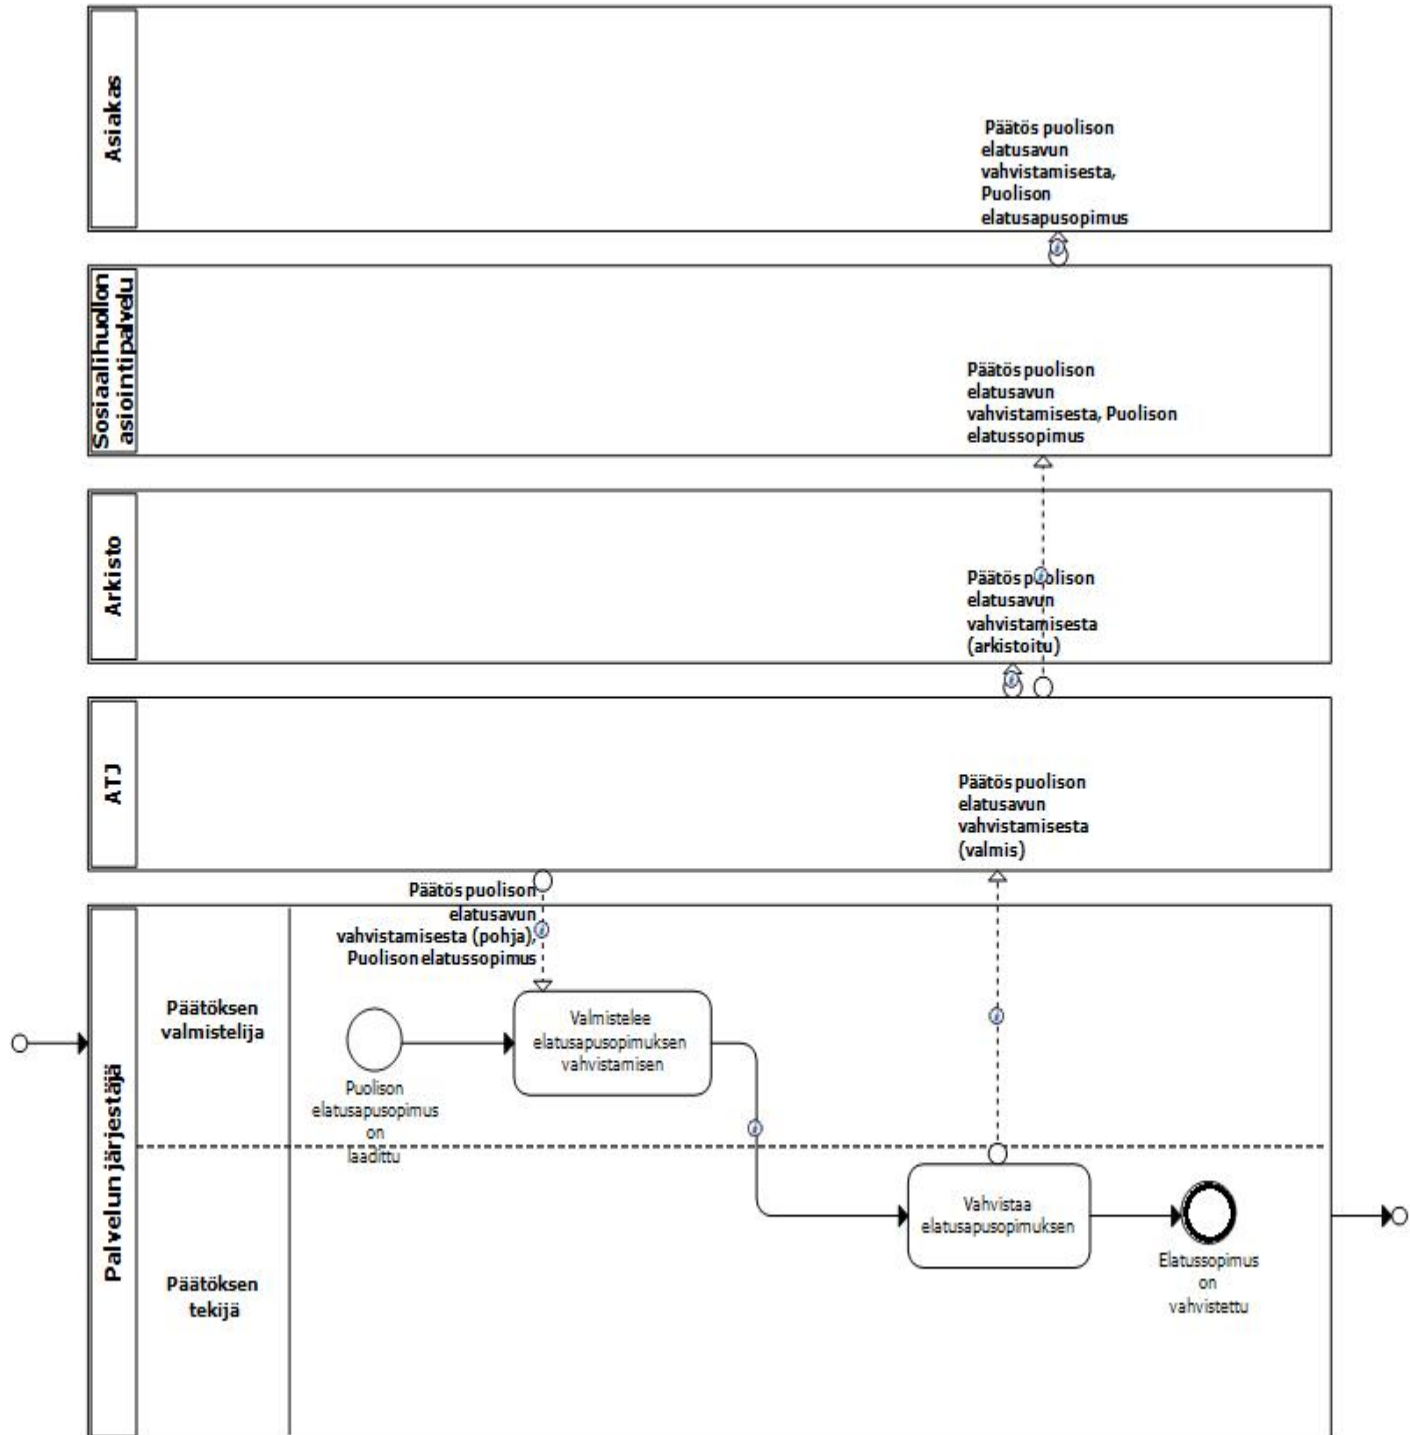 Asiakas
Päätös puolison
elatusavun
vahvistamisesta,
Puolison
elatusapusopimus
Sosiaalihuollon
asiointipalvelu
Päätös puolison
elatusavun
vahvistamisesta, Puolison
elatussopimus
Arkisto
Päätös puolison
elatusavun
vahvistamisesta
(arkistoitu)
ATJ
Päätös puolison
elatusavun
vahvistamisesta
(valmis)
Päätös puolison
elatusavun
vahvistamisesta (pohja),
Puolison elatussopimus
Palvelun järjestäjä
Päätöksen
valmistelija
Puolison
elatusapusopimus
on
laadittu
Valmistelee
elatusapusopimuksen
vahvistamisen
Päätöksen
tekijä
Vahvistaa
elatusapusopimuksen
Elatussopimus
on
vahvistettu